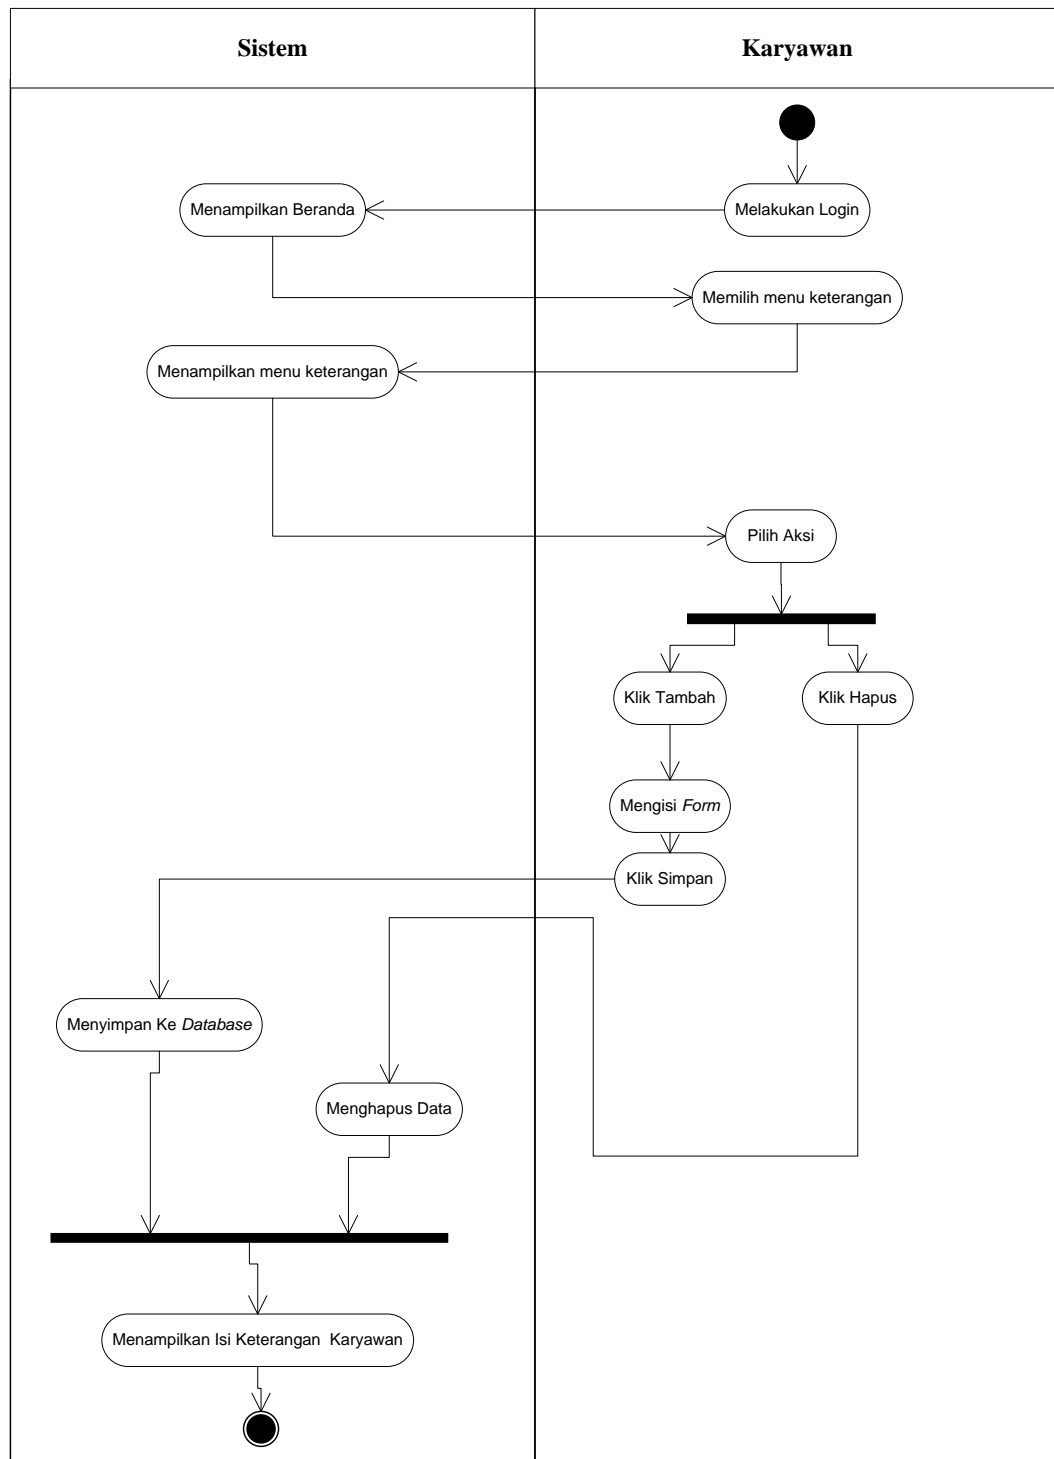 Sistem
Karyawan
Menampilkan Beranda
Melakukan Login
Memilih menu keterangan
Menampilkan menu keterangan
Pilih Aksi
Klik Tambah
Klik Hapus
Mengisi Form
Klik Simpan
Menyimpan Ke Database
Menghapus Data
Menampilkan Isi Keterangan  Karyawan